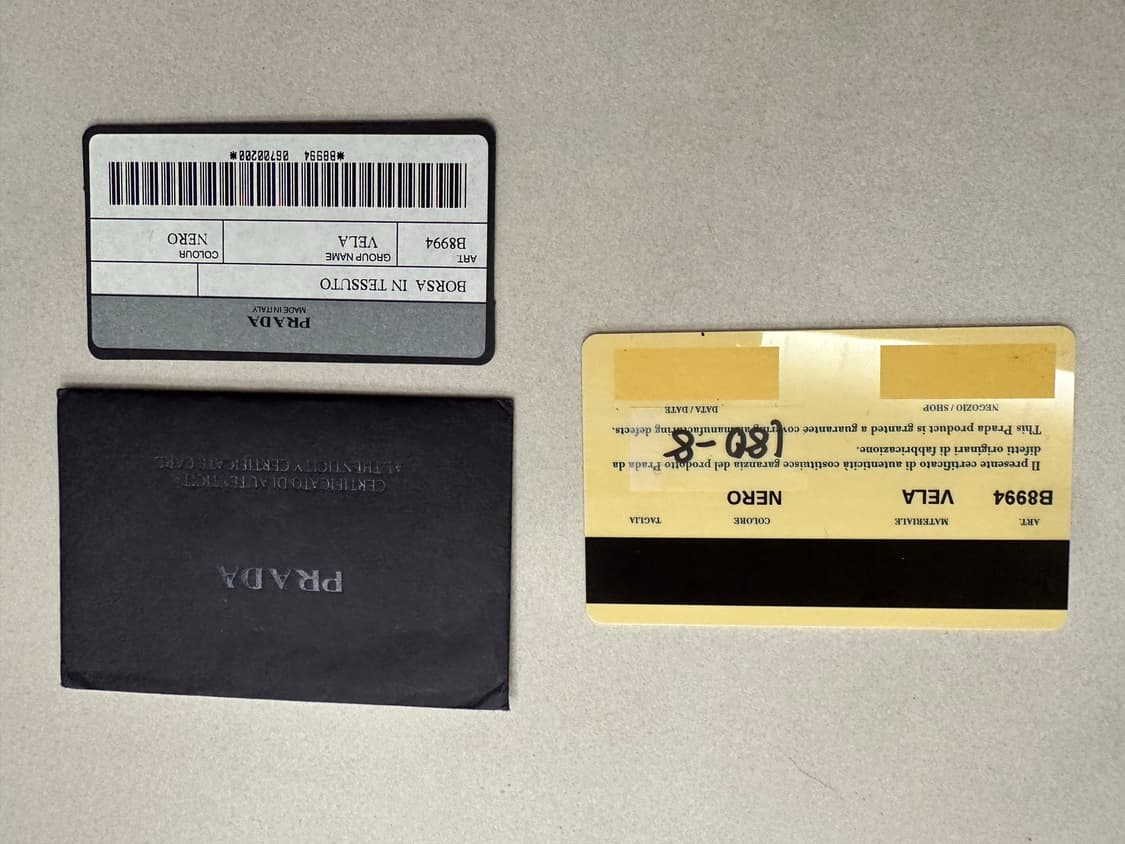 PRADA
MADE IN ITALY
BORSA IN TESSUTO
ART. GROUP NAME COLOUR
B8994 VELA NERO
*B8994 06700200*
PRADA
CERTIFICATO DI AUTENTICITÀ
AUTHENTICITY CERTIFICATE CARD
ART. MATERIALE COLORE TAGLIA
B8994 VELA NERO
Il presente certificato di autenticità costituisce garanzia del prodotto Prada da
difetti originari di fabbricazione.
This Prada product is granted a guarantee covering manufacturing defects.
NEGOZIO / SHOP DATA / DATE